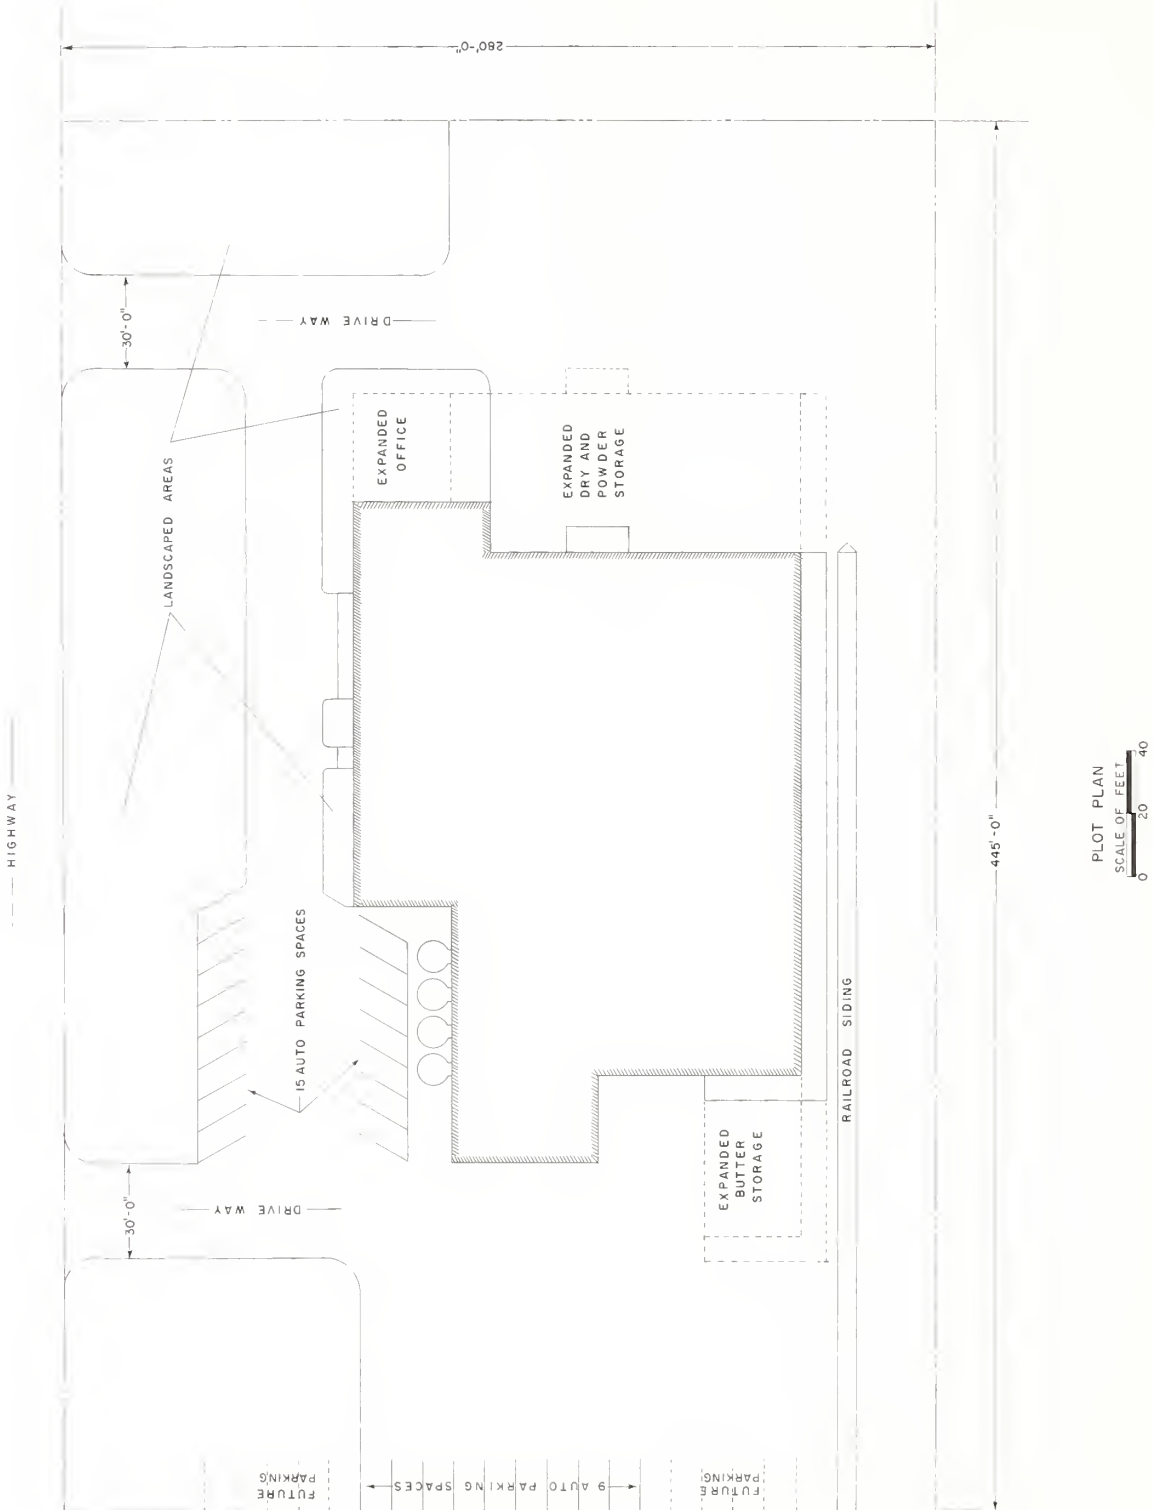 280'-0"
HIGHWAY
30'-0"
DRIVE WAY
LANDSCAPED AREAS
EXPANDED
OFFICE
EXPANDED
DRY AND
POWDER
STORAGE
15 AUTO PARKING SPACES
30'-0"
DRIVE WAY
EXPANDED
BUTTER
STORAGE
RAILROAD SIDING
445'-0"
FUTURE
PARKING
9 AUTO PARKING SPACES
FUTURE
PARKING
PLOT PLAN
SCALE OF FEET
0 20 40